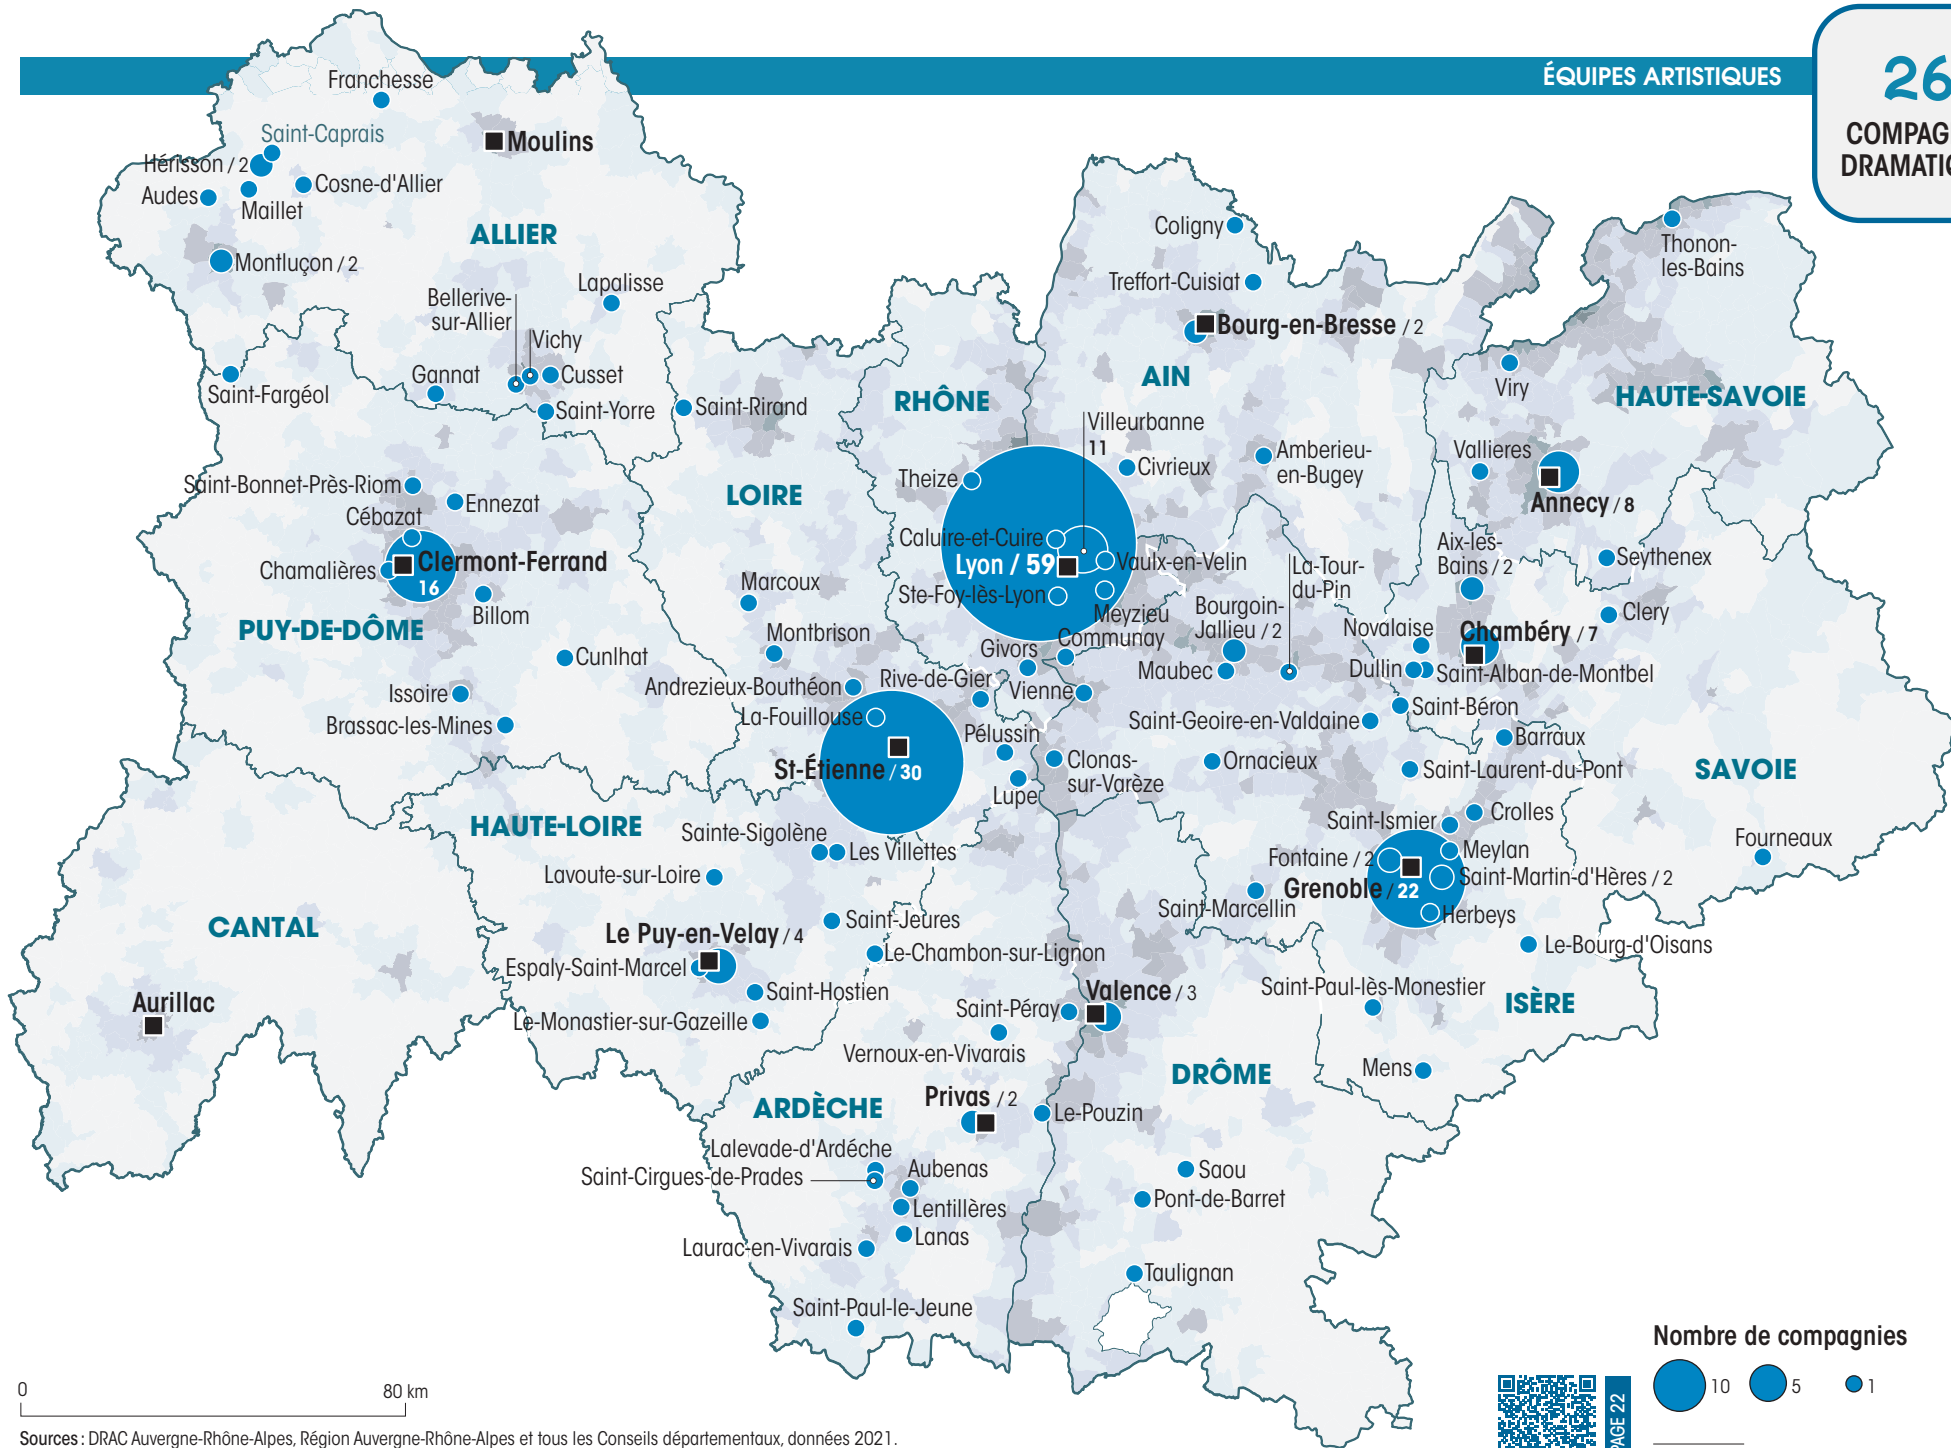 ÉQUIPES ARTISTIQUES
26
COMPAG
DRAMATIQ
Franchesse
Saint-Caprais
Moulins
Hérisson / 2
Cosne-d'Allier
Audes
Maillet
ALLIER
Montluçon / 2
Lapalisse
Bellerive-
sur-Allier
Vichy
Gannat
Cusset
Saint-Fargéol
Saint-Yorre
Saint-Rirand
Coligny
Treffort-Cuisiat
Bourg-en-Bresse / 2
AIN
RHÔNE
Thonon-
les-Bains
Viry
HAUTE-SAVOIE
Villeurbanne
11
Civrieux
Amberieu-
en-Bugey
Vallieres
Annecy / 8
Theize
LOIRE
Saint-Bonnet-Près-Riom
Ennezat
Cébazat
Clermont-Ferrand
16
Chamalières
Billom
PUY-DE-DÔME
Caluire-et-Cuire
Lyon / 59
Vaulx-en-Velin
Ste-Foy-lès-Lyon
Meyzieu
Communay
Givors
Aix-les-
Bains / 2
Seythenex
La-Tour-
du-Pin
Bourgoin-
Jallieu / 2
Clery
Novalaise
Chambéry / 7
Marcoux
Montbrison
Cunlhat
Issoire
Brassac-les-Mines
Andrezieux-Bouthéon
Rive-de-Gier
Vienne
Maubec
Dullin
Saint-Alban-de-Montbel
La-Fouillouse
Saint-Béron
Saint-Geoire-en-Valdaine
Pélussin
Barraux
St-Étienne / 30
Clonas-
sur-Varèze
Ornacieux
Saint-Laurent-du-Pont
SAVOIE
Lupe
HAUTE-LOIRE
Sainte-Sigolène
Les Villettes
Saint-Ismier
Crolles
Fourneaux
Fontaine / 2
Meylan
Lavoute-sur-Loire
Grenoble / 22
Saint-Martin-d'Hères / 2
Saint-Marcellin
Herbeys
CANTAL
Saint-Jeures
Le Puy-en-Velay / 4
Le-Chambon-sur-Lignon
Le-Bourg-d'Oisans
Espaly-Saint-Marcel
Saint-Hostien
Valence / 3
Saint-Paul-lès-Monestier
ISÈRE
Aurillac
Saint-Péray
Le-Monastier-sur-Gazeille
Vernoux-en-Vivarais
DRÔME
Mens
ARDÈCHE
Privas / 2
Le-Pouzin
Lalevade-d'Ardéche
Saint-Cirgues-de-Prades
Aubenas
Saou
Lentillères
Pont-de-Barret
Lanas
Laurac-en-Vivarais
Taulignan
Saint-Paul-le-Jeune
Nombre de compagnies
10
5
1
0
80 km
PAGE 22
Sources : DRAC Auvergne-Rhône-Alpes, Région Auvergne-Rhône-Alpes et tous les Conseils départementaux, données 2021.